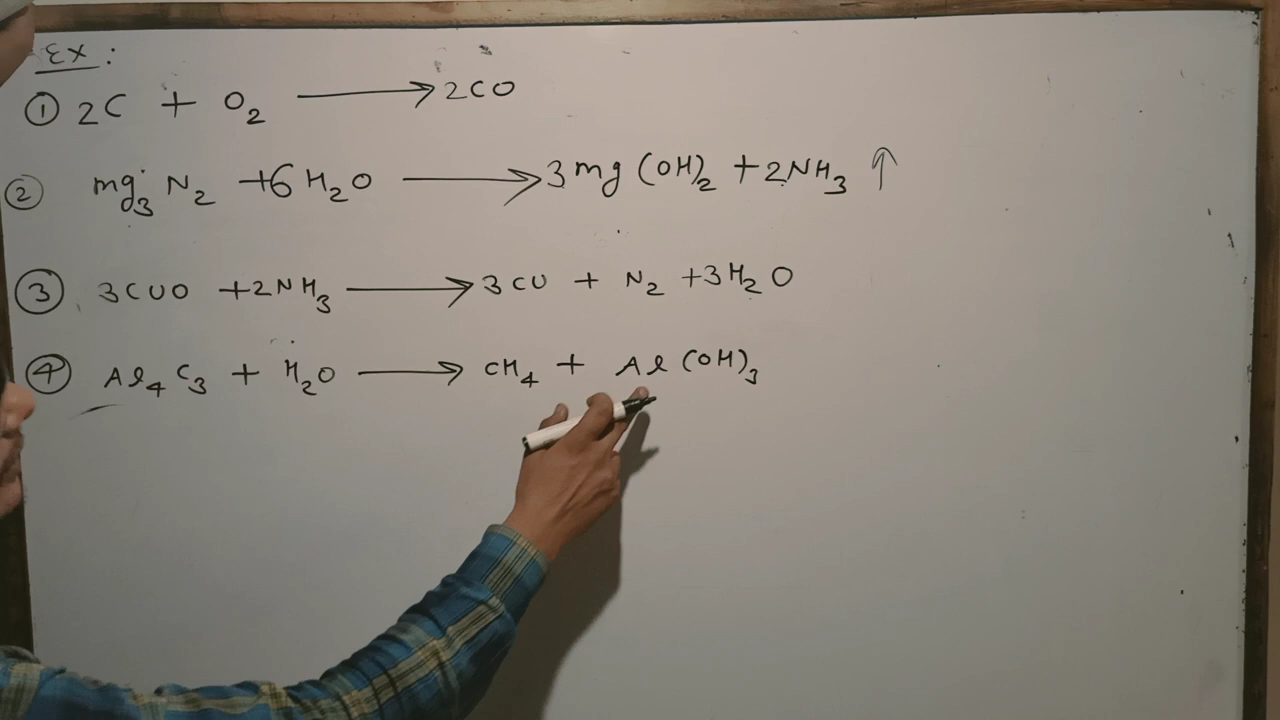 Ex:
① 2C + O₂ ⟶ 2CO
② mg₃N₂ + 6H₂O ⟶ 3mg(OH)₂ + 2NH₃ ↑
③ 3CUO + 2NH₃ ⟶ 3CU + N₂ + 3H₂O
④ Al₄C₃ + H₂O ⟶ CH₄ + Al(OH)₃